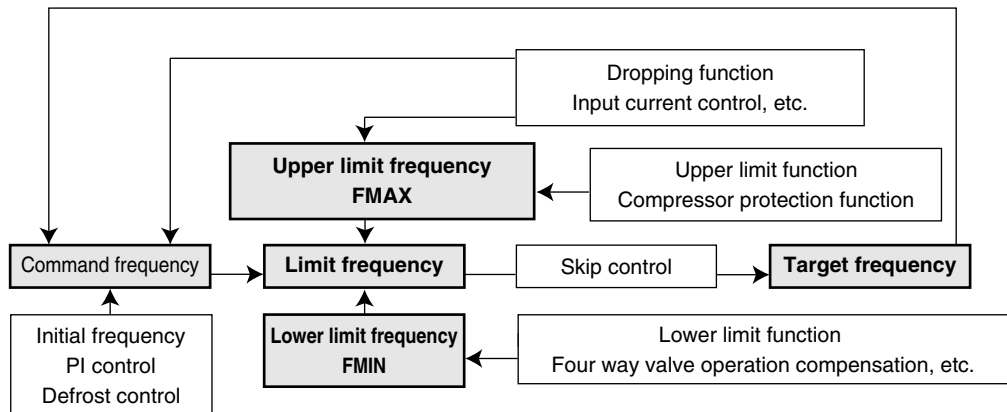 Dropping function
Input current control, etc.
Upper limit frequency
FMAX
Upper limit function
Compressor protection function
Command frequency
Limit frequency
Skip control
Target frequency
Initial frequency
PI control
Defrost control
Lower limit frequency
FMIN
Lower limit function
Four way valve operation compensation, etc.